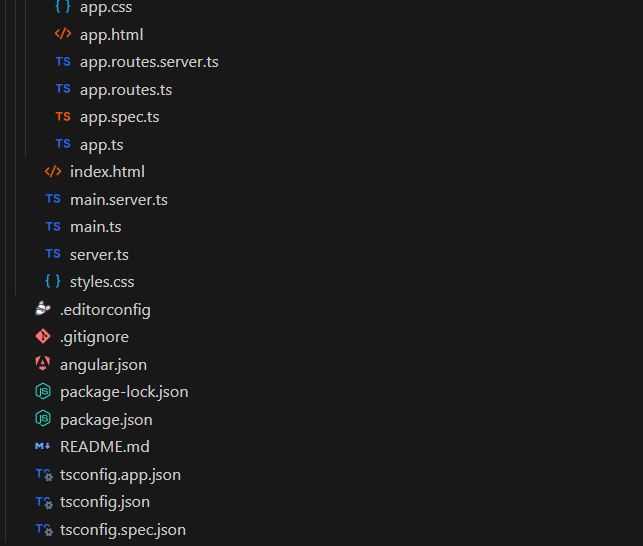 { } app.css
</> app.html
TS app.routes.server.ts
TS app.routes.ts
TS app.spec.ts
TS app.ts
</> index.html
TS main.server.ts
TS main.ts
TS server.ts
{ } styles.css
.editorconfig
.gitignore
angular.json
JS package-lock.json
JS package.json
M↓ README.md
TS tsconfig.app.json
TS tsconfig.json
TS tsconfig.spec.json